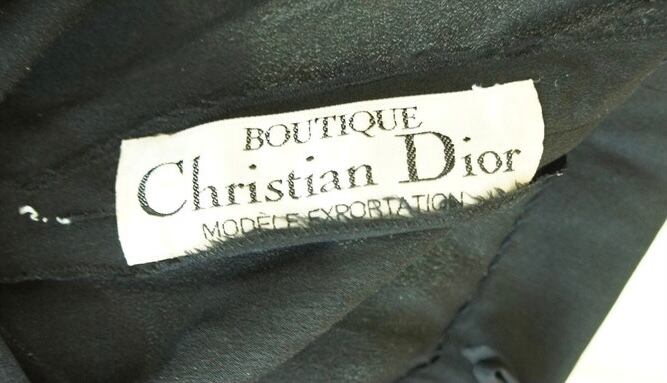 BOUTIQUE
Christian Dior
MODÈLE EXPORTATION